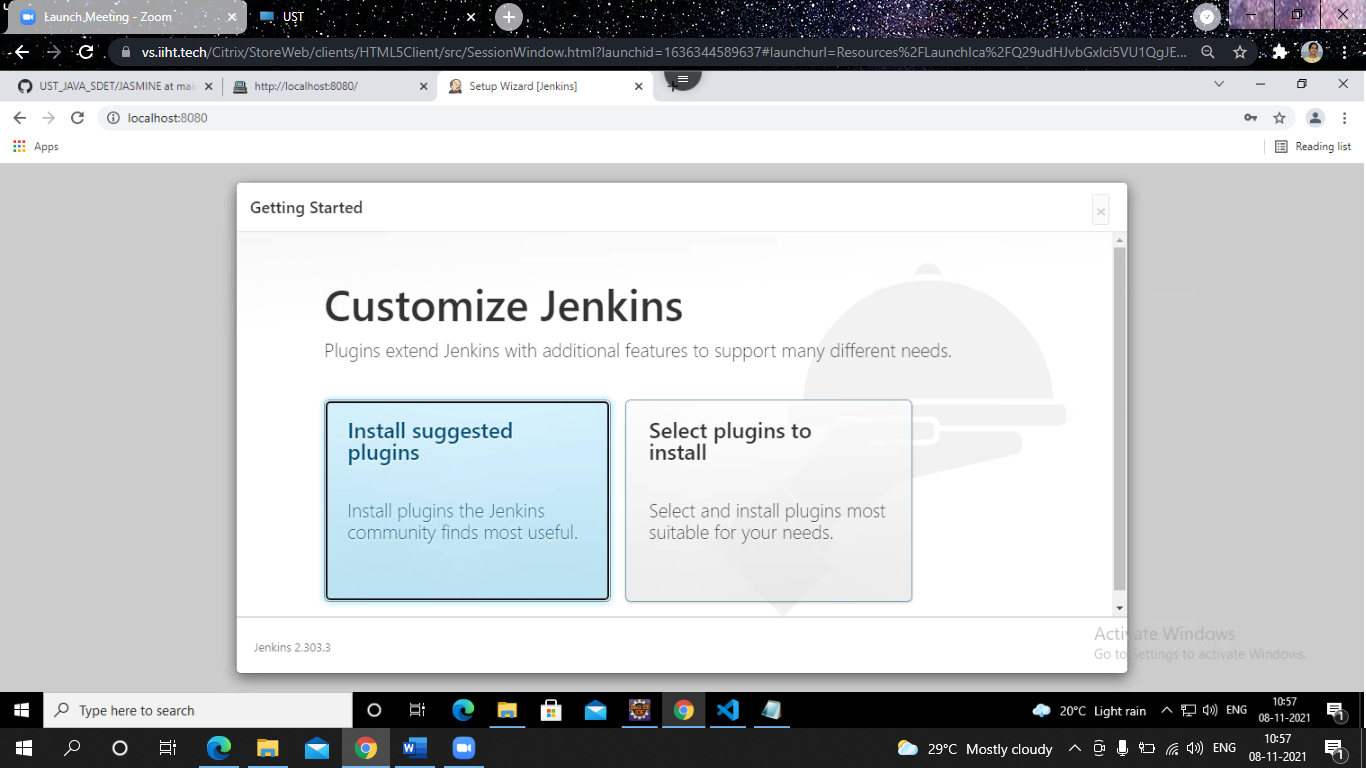 Launch Meeting - Zoom
UST
vs.iiht.tech/Citrix/StoreWeb/clients/HTML5Client/src/SessionWindow.html?launchid=1636344589637#launchurl=Resources%2FLaunchIca%2FQ29udHJvbGxlci5VU1QgJE...
UST_JAVA_SDET/JASMINE at mai
http://localhost:8080/
Setup Wizard [Jenkins]
localhost:8080
Apps
Reading list
Getting Started
Customize Jenkins
Plugins extend Jenkins with additional features to support many different needs.
Install suggested
plugins
Install plugins the Jenkins
community finds most useful.
Select plugins to
install
Select and install plugins most
suitable for your needs.
Jenkins 2.303.3
Activate Windows
Go to Settings to activate Windows.
Type here to search
20°C Light rain
ENG
10:57
08-11-2021
1
29°C Mostly cloudy
ENG
10:57
08-11-2021
1